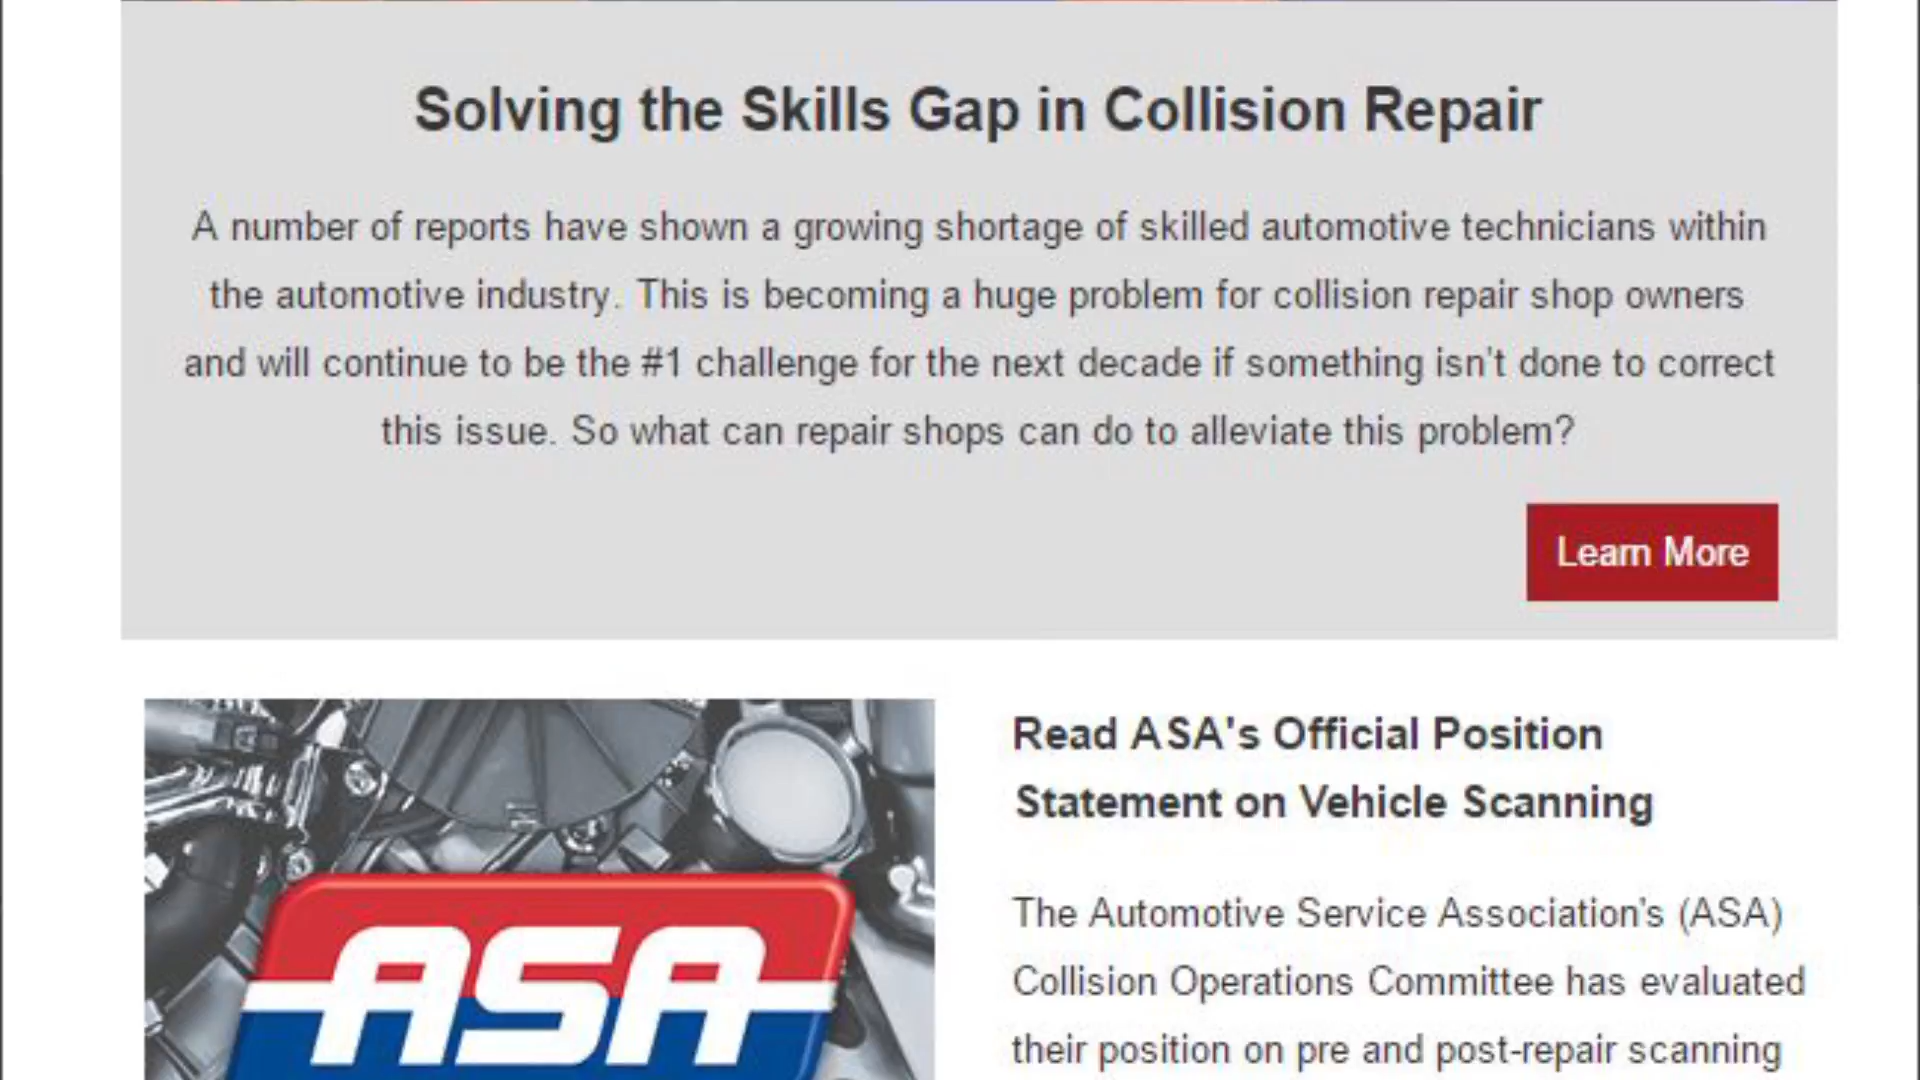 Solving the Skills Gap in Collision Repair
A number of reports have shown a growing shortage of skilled automotive technicians within
the automotive industry. This is becoming a huge problem for collision repair shop owners
and will continue to be the #1 challenge for the next decade if something isn't done to correct
this issue. So what can repair shops can do to alleviate this problem?
Learn More
Read ASA's Official Position
Statement on Vehicle Scanning
The Automotive Service Association's (ASA)
Collision Operations Committee has evaluated
their position on pre and post-repair scanning
ASA